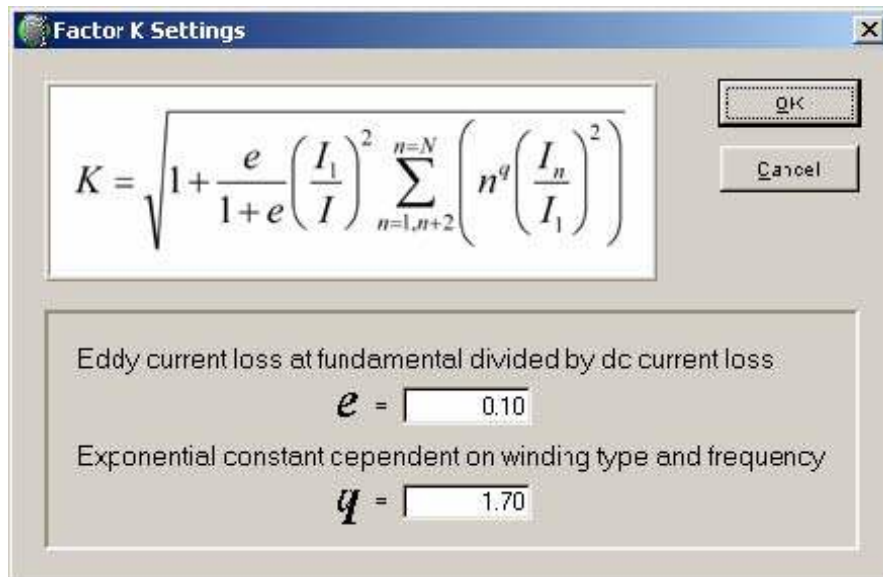 Factor K Settings
K = √(1 + e/(1 + e) (I₁/I)² ∑_{n=1,n+2}^{n=N} (n^q (Iₙ/I₁)²))
OK
Cancel
Eddy current loss at fundamental divided by dc current loss
e = 0.10
Exponential constant cependent on winding type and frequency
q = 1.70